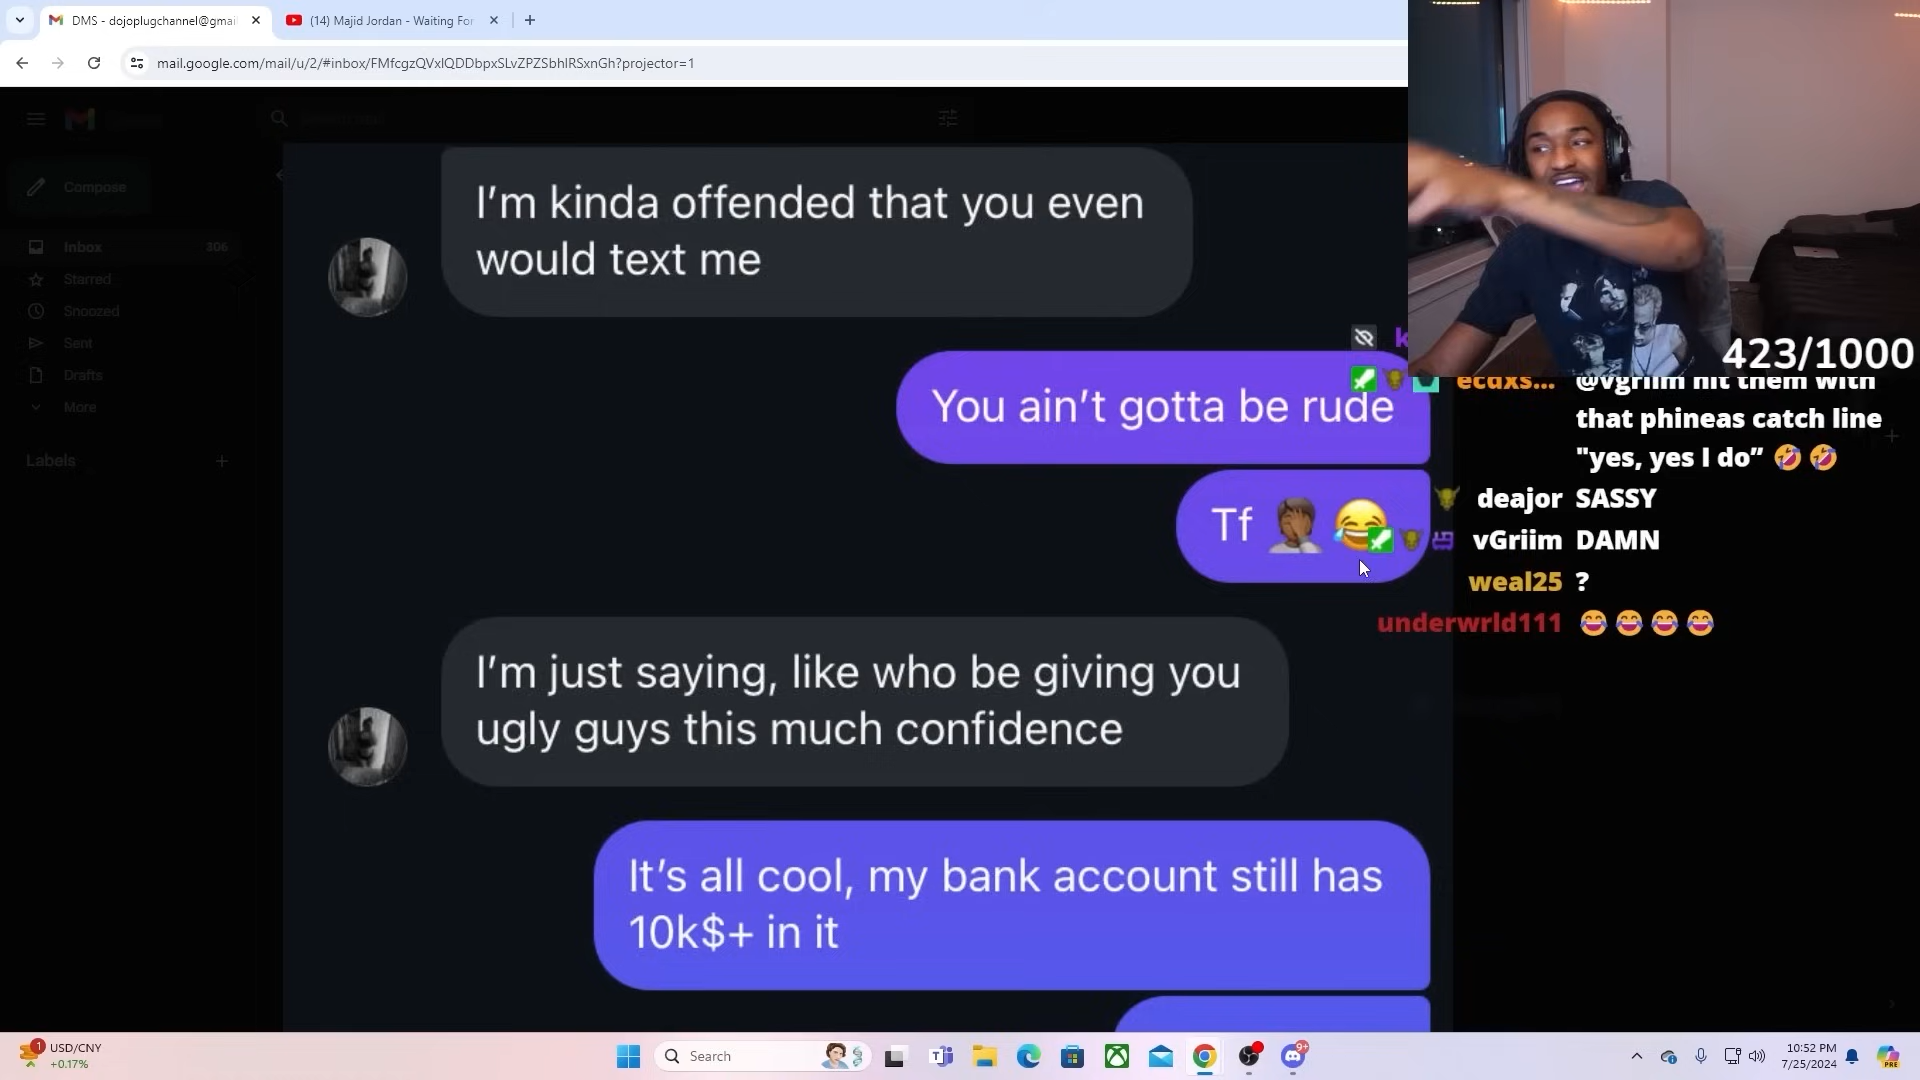 DMS - dojoplugchannel@gmai
(14) Majid Jordan - Waiting For
mail.google.com/mail/u/2/#inbox/FMfcgzQVxlQDDbpxSLvZPZSbhlRSxnGh?projector=1
Compose
Inbox 306
Starred
Snoozed
Sent
Drafts
More
Labels
I'm kinda offended that you even
would text me
You ain't gotta be rude
Tf 🤦🏾 😂
I'm just saying, like who be giving you
ugly guys this much confidence
It's all cool, my bank account still has
10k$+ in it
423/1000
ecdxs... @vgriim hit them with
that phineas catch line
"yes, yes I do” 🤣 🤣
deajor SASSY
vGriim DAMN
weal25 ?
underwrld111 😂 😂 😂 😂
USD/CNY
+0.17%
Search
10:52 PM
7/25/2024